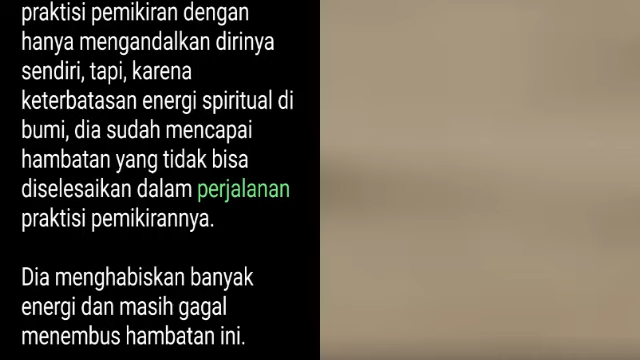 praktisi pemikiran dengan
hanya mengandalkan dirinya
sendiri, tapi, karena
keterbatasan energi spiritual di
bumi, dia sudah mencapai
hambatan yang tidak bisa
diselesaikan dalam perjalanan
praktisi pemikirannya.
Dia menghabiskan banyak
energi dan masih gagal
menembus hambatan ini.